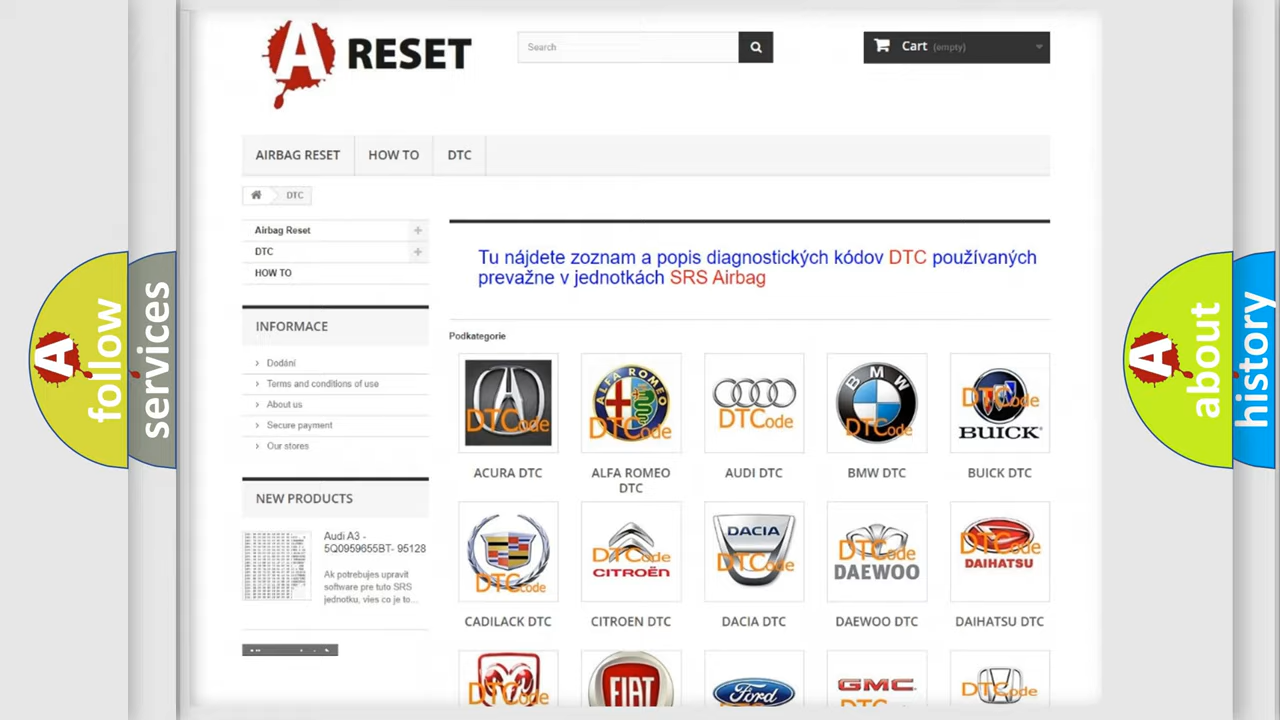 A RESET
Search
Cart (empty)
AIRBAG RESET
HOW TO
DTC
DTC
Airbag Reset
DTC
HOW TO
INFORMACE
Dodání
Terms and conditions of use
About us
Secure payment
Our stores
NEW PRODUCTS
Audi A3 -
5Q0959655BT- 95128
Ak potrebujes upravit
software pre tuto SRS
jednotku, vies co je to...
Tu nájdete zoznam a popis diagnostických kódov DTC používaných
prevažne v jednotkách SRS Airbag
Podkategorie
DTCode
ALFA ROMEO
DTCode
DTCode
BMW
DTCode
DTCode
BUICK
ACURA DTC
ALFA ROMEO
DTC
AUDI DTC
BMW DTC
BUICK DTC
DTCode
DTCode
CITROËN
DACIA
DTCode
DTCode
DAEWOO
DTCode
DAIHATSU
CADILACK DTC
CITROEN DTC
DACIA DTC
DAEWOO DTC
DAIHATSU DTC
DTCode
FIAT
Ford
GMC
DTCode
A follow
services
A about
history